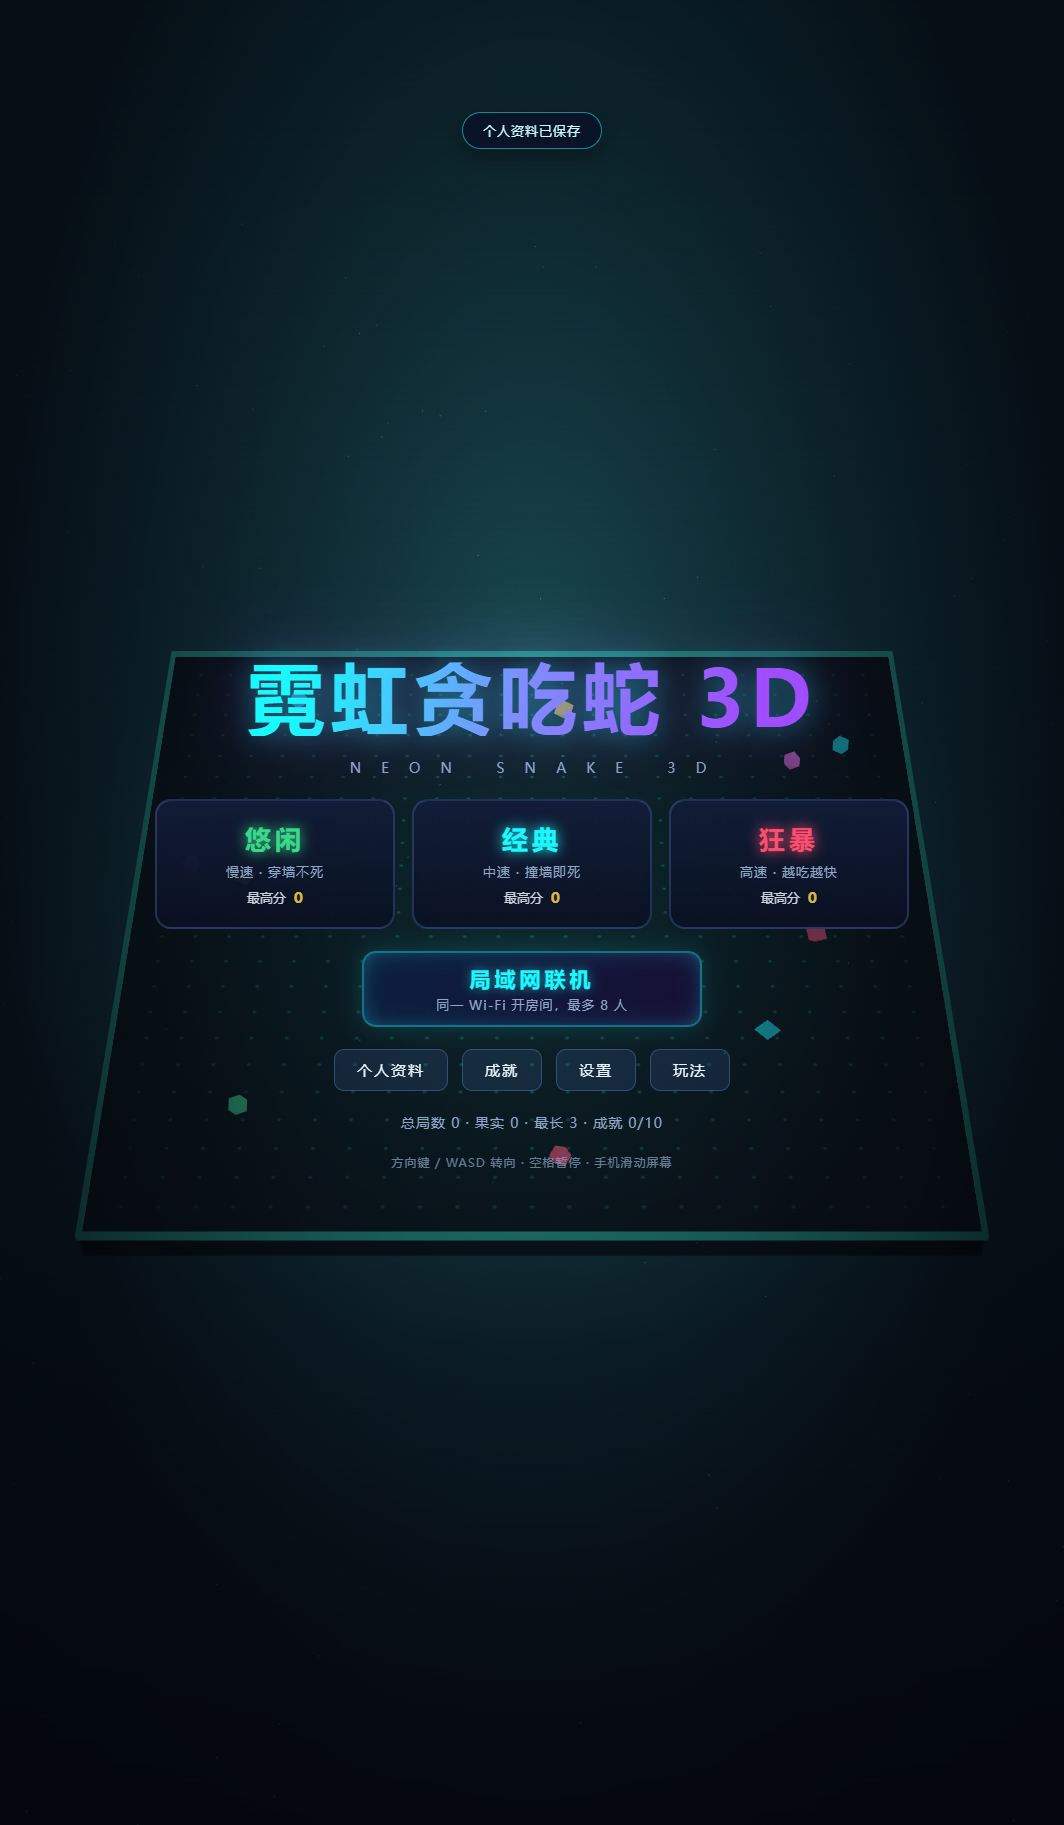 个人资料已保存
霓虹贪吃蛇 3D
NEON SNAKE 3D
悠闲
慢速 · 穿墙不死
最高分 0
经典
中速 · 撞墙即死
最高分 0
狂暴
高速 · 越吃越快
最高分 0
局域网联机
同一 Wi-Fi 开房间，最多 8 人
个人资料
成就
设置
玩法
总局数 0 · 果实 0 · 最长 3 · 成就 0/10
方向键 / WASD 转向 · 空格暂停 · 手机滑动屏幕